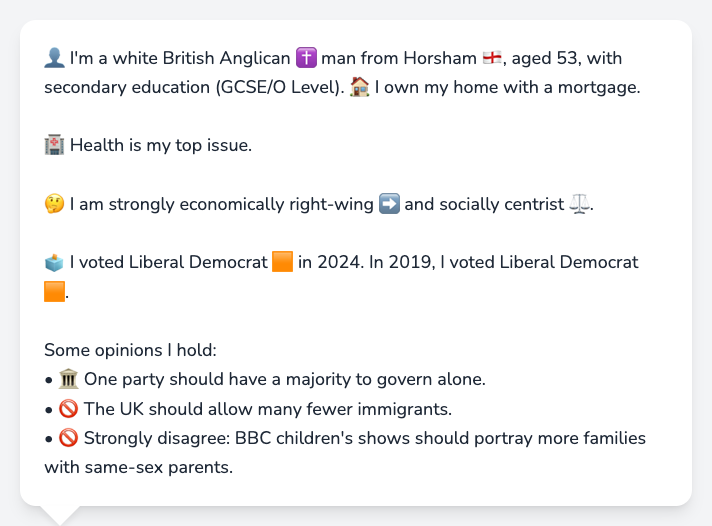 👤 I'm a white British Anglican ✝️ man from Horsham 🏴󠁧󠁢󠁥󠁮󠁧󠁿, aged 53, with
secondary education (GCSE/O Level). 🏠 I own my home with a mortgage.
🏥 Health is my top issue.
🤔 I am strongly economically right-wing ➡️ and socially centrist ⚖️.
🗳️ I voted Liberal Democrat 🟧 in 2024. In 2019, I voted Liberal Democrat
🟧.
Some opinions I hold:
• 🏛️ One party should have a majority to govern alone.
• 🚫 The UK should allow many fewer immigrants.
• 🚫 Strongly disagree: BBC children's shows should portray more families
with same-sex parents.